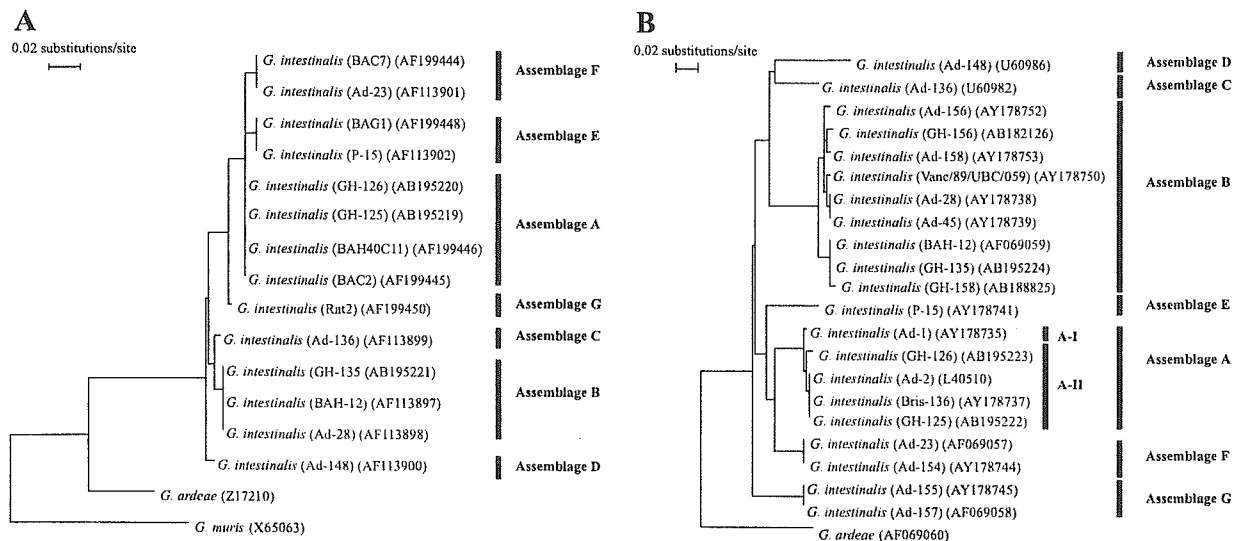 A
0.02 substitutions/site
G. intestinalis (BAC7) (AF199444)
G. intestinalis (Ad-23) (AF113901)
Assemblage F
G. intestinalis (BAG1) (AF199448)
G. intestinalis (P-15) (AF113902)
Assemblage E
G. intestinalis (GH-126) (AB195220)
G. intestinalis (GH-125) (AB195219)
G. intestinalis (BAH40C11) (AF199446)
G. intestinalis (BAC2) (AF199445)
Assemblage A
G. intestinalis (Rat2) (AF199450)
Assemblage G
G. intestinalis (Ad-136) (AF113899)
Assemblage C
G. intestinalis (GH-135 (AB195221)
G. intestinalis (BAH-12) (AF113897)
G. intestinalis (Ad-28) (AF113898)
Assemblage B
G. intestinalis (Ad-148) (AF113900)
Assemblage D
G. ardeae (Z17210)
G. muris (X65063)
B
0.02 substitutions/site
G. intestinalis (Ad-148) (U60986)
Assemblage D
G. intestinalis (Ad-136) (U60982)
Assemblage C
G. intestinalis (Ad-156) (AY178752)
G. intestinalis (GH-156) (AB182126)
G. intestinalis (Ad-158) (AY178753)
G. intestinalis (Vanc/89/UBC/059) (AY178750)
G. intestinalis (Ad-28) (AY178738)
G. intestinalis (Ad-45) (AY178739)
G. intestinalis (BAH-12) (AF069059)
G. intestinalis (GH-135) (AB195224)
G. intestinalis (GH-158) (AB188825)
Assemblage B
G. intestinalis (P-15) (AY178741)
Assemblage E
G. intestinalis (Ad-1) (AY178735)
A-I
G. intestinalis (GH-126) (AB195223)
G. intestinalis (Ad-2) (L40510)
G. intestinalis (Bris-136) (AY178737)
G. intestinalis (GH-125) (AB195222)
A-II
Assemblage A
G. intestinalis (Ad-23) (AF069057)
G. intestinalis (Ad-154) (AY178744)
Assemblage F
G. intestinalis (Ad-155) (AY178745)
G. intestinalis (Ad-157) (AF069058)
Assemblage G
G. ardeae (AF069060)